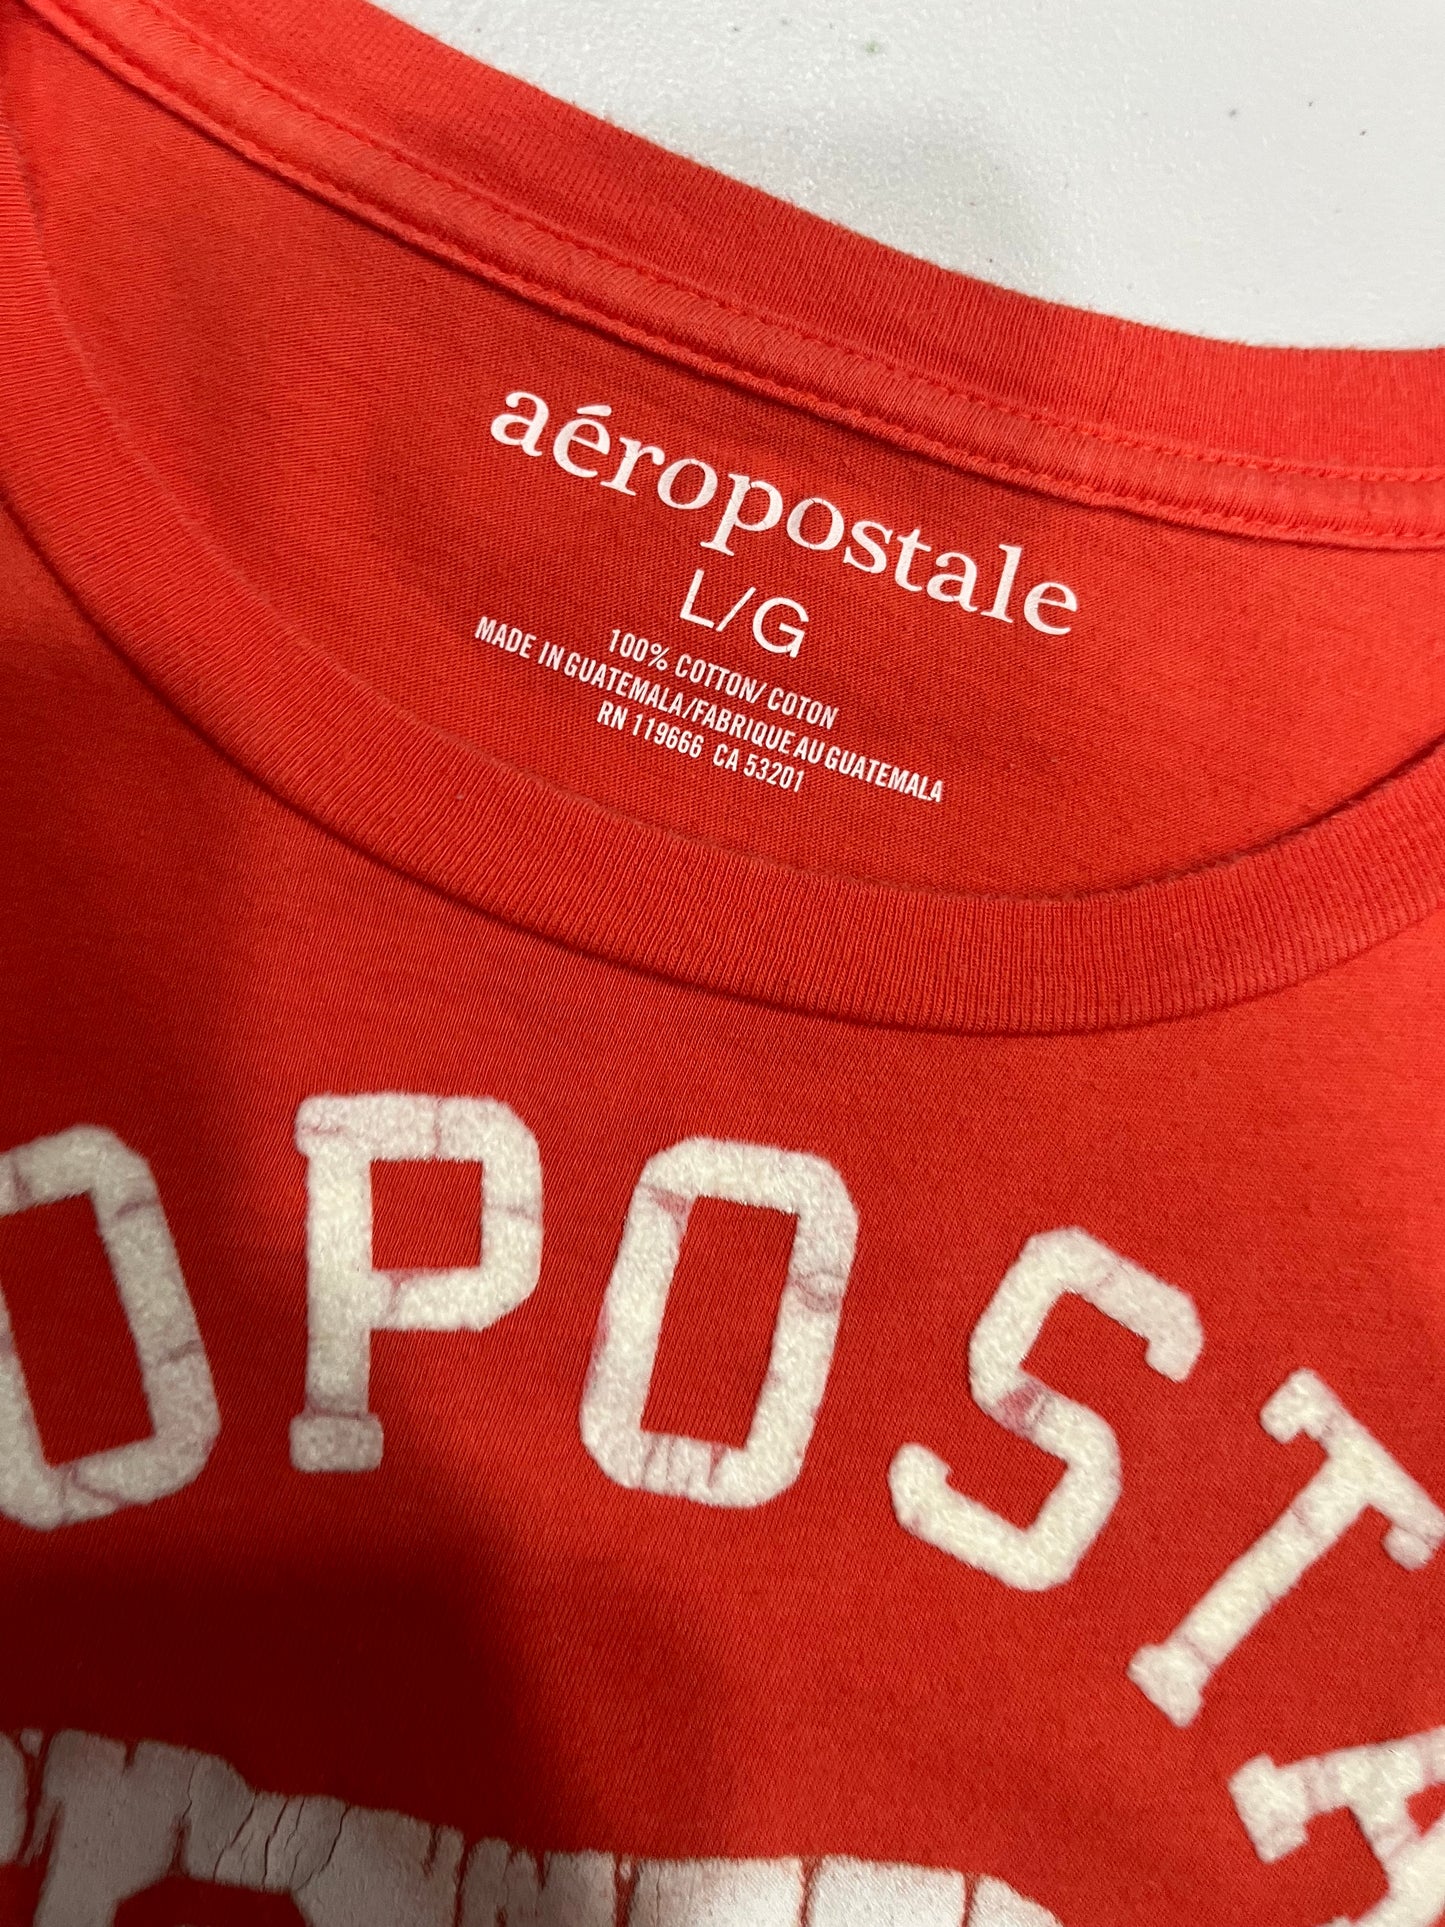 aéropostale
L/G
100% COTTON/ COTON
MADE IN GUATEMALA/FABRIQUE AU GUATEMALA
RN 119666 CA 53201
OPOSTA